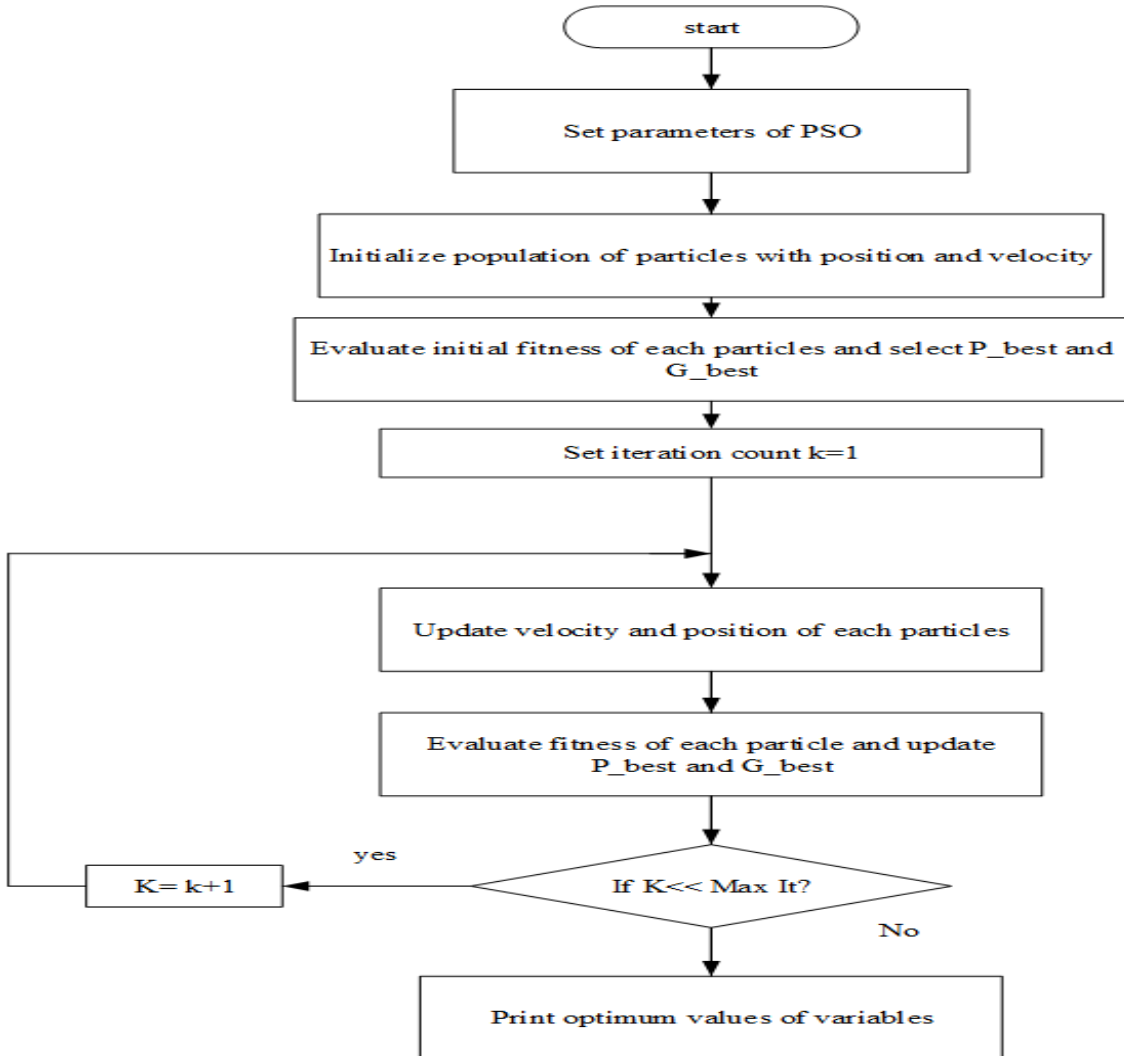 start
Set parameters of PSO
Initialize population of particles with position and velocity
Evaluate initial fitness of each particles and select P_best and
G_best
Set iteration count k=1
Update velocity and position of each particles
Evaluate fitness of each particle and update
P_best and G_best
yes
K= k+1
If K<< Max It?
No
Print optimum values of variables